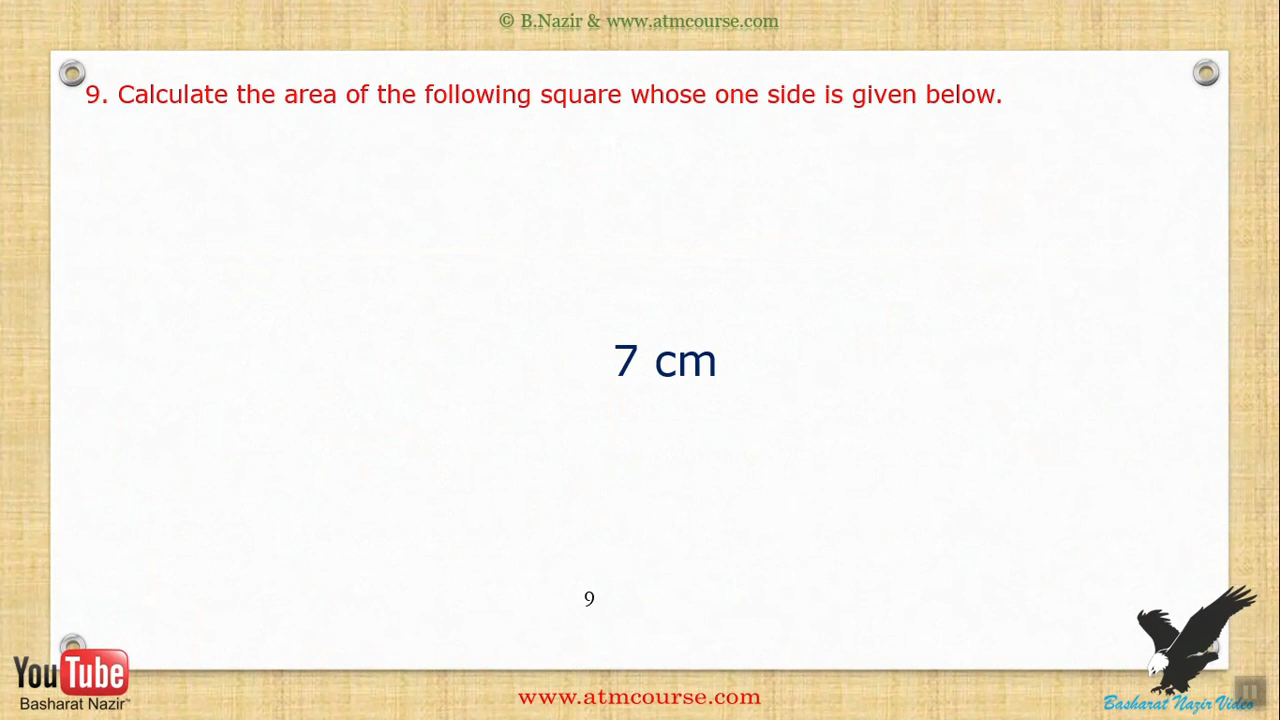 © B.Nazir & www.atmcourse.com
9. Calculate the area of the following square whose one side is given below.
7 cm
9
YouTube
Basharat Nazir™
www.atmcourse.com
Basharat Nazir Video